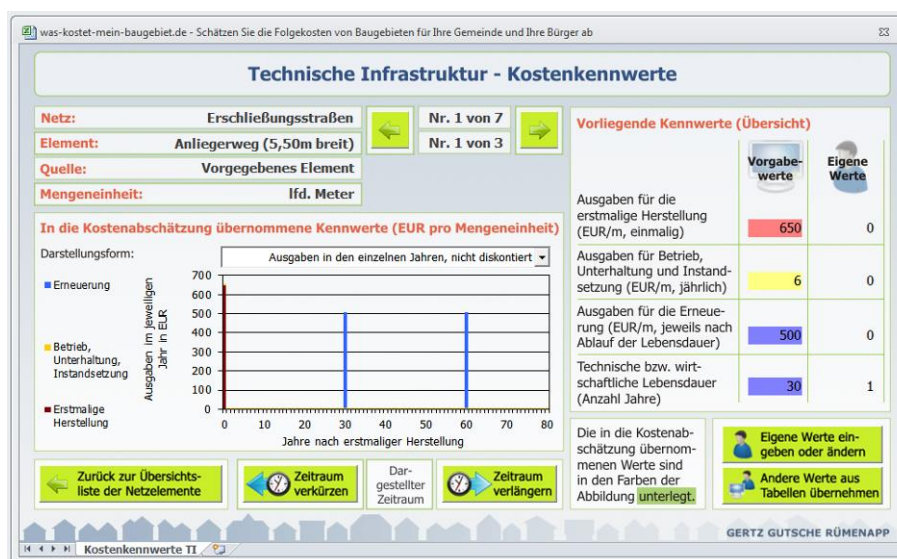 was-kostet-mein-baugebiet.de - Schätzen Sie die Folgekosten von Baugebieten für Ihre Gemeinde und Ihre Bürger ab
Technische Infrastruktur - Kostenkennwerte
Netz: Erschließungsstraßen
Nr. 1 von 7
Element: Anliegerweg (5,50m breit)
Nr. 1 von 3
Quelle: Vorgegebenes Element
Mengeneinheit: lfd. Meter
In die Kostenabschätzung übernommene Kennwerte (EUR pro Mengeneinheit)
Darstellungsform:
Ausgaben in den einzelnen Jahren, nicht diskontiert
Erneuerung
Betrieb,
Unterhaltung,
Instandsetzung
Erstmalige
Herstellung
Ausgaben im jeweiligen
Jahr in EUR
700
600
500
400
300
200
100
0
0 10 20 30 40 50 60 70 80
Jahre nach erstmaliger Herstellung
Zurück zur Übersichts-
liste der Netzelemente
Zeitraum
verkürzen
Dar-
gestellter
Zeitraum
Zeitraum
verlängern
Vorliegende Kennwerte (Übersicht)
Vorgabe-
werte
Eigene
Werte
Ausgaben für die
erstmalige Herstellung
(EUR/m, einmalig) 650 0
Ausgaben für Betrieb,
Unterhaltung und Instand-
setzung (EUR/m, jährlich) 6 0
Ausgaben für die Erneue-
rung (EUR/m, jeweils nach
Ablauf der Lebensdauer) 500 0
Technische bzw. wirt-
schaftliche Lebensdauer
(Anzahl Jahre) 30 1
Die in die Kostenab-
schätzung übernom-
menen Werte sind
in den Farben der
Abbildung unterlegt.
Eigene Werte ein-
geben oder ändern
Andere Werte aus
Tabellen übernehmen
GERTZ GUTSCHE RÜMENAPP
Kostenkennwerte TI